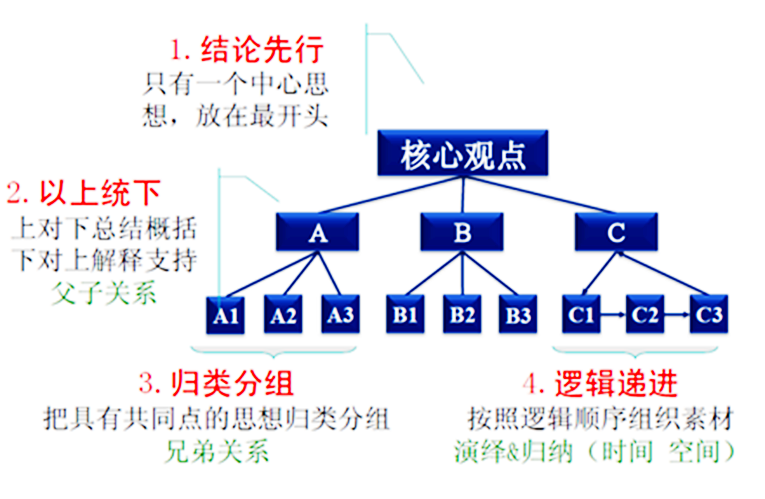 1.结论先行
只有一个中心思
想，放在最开头
核心观点
2.以上统下
上对下总结概括
下对上解释支持
父子关系
A
B
C
A1
A2
A3
B1
B2
B3
C1
C2
C3
3.归类分组
把具有共同点的思想归类分组
兄弟关系
4.逻辑递进
按照逻辑顺序组织素材
演绎&归纳（时间 空间）